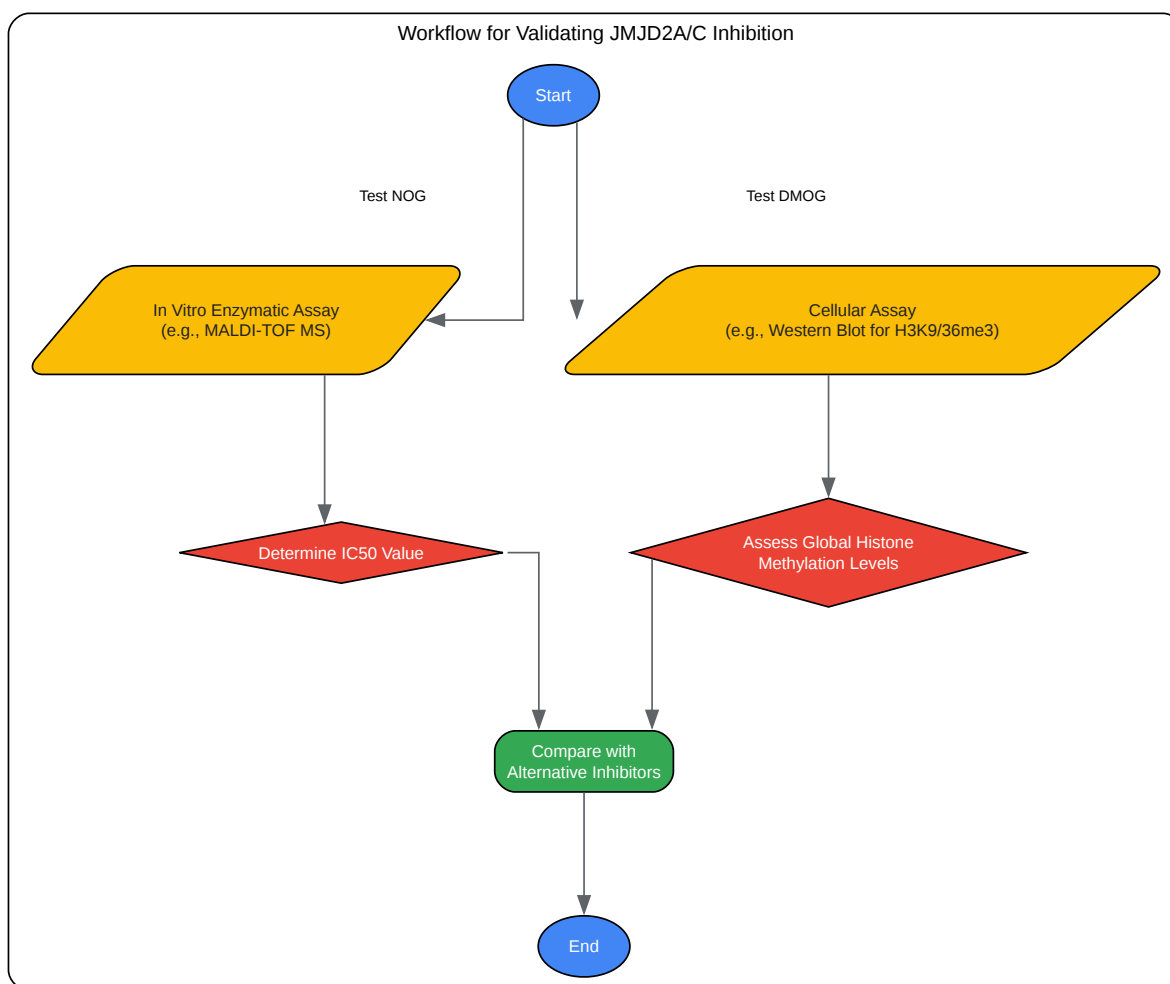 Workflow for Validating JMJD2A/C Inhibition
Start
Test NOG
Test DMOG
In Vitro Enzymatic Assay
(e.g., MALDI-TOF MS)
Cellular Assay
(e.g., Western Blot for H3K9/36me3)
Determine IC50 Value
Assess Global Histone
Methylation Levels
Compare with
Alternative Inhibitors
End